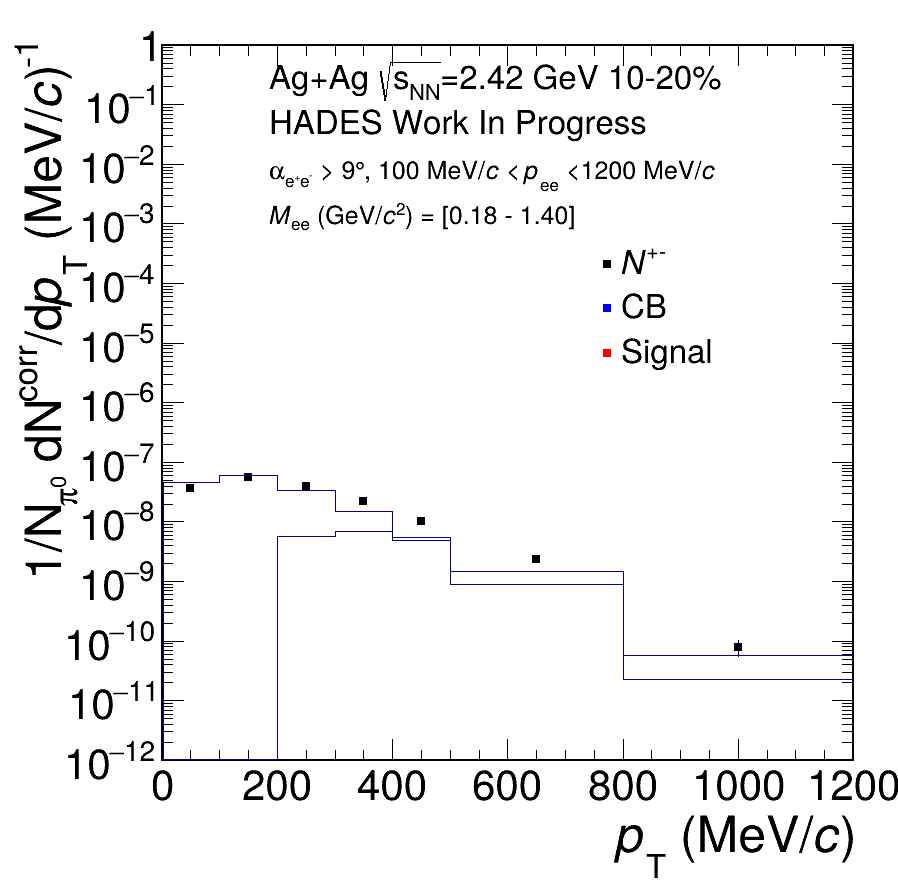 1/N_π⁰ dN^corr/dp_T (MeV/c)^-1
1
10⁻¹
10⁻²
10⁻³
10⁻⁴
10⁻⁵
10⁻⁶
10⁻⁷
10⁻⁸
10⁻⁹
10⁻¹⁰
10⁻¹¹
10⁻¹²
Ag+Ag √s_NN=2.42 GeV 10-20%
HADES Work In Progress
α_e⁺e⁻ > 9°, 100 MeV/c <p_ee <1200 MeV/c
M_ee (GeV/c²) = [0.18 - 1.40]
N⁺⁻
CB
Signal
0 200 400 600 800 1000 1200
p_T (MeV/c)